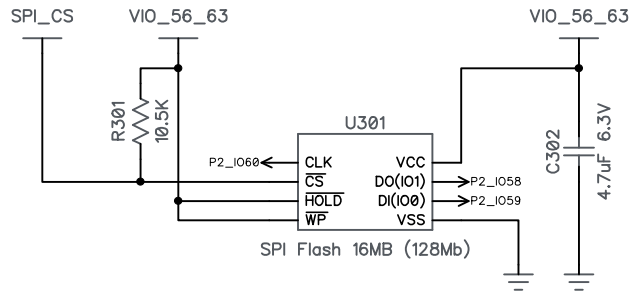 SPI_CS
VIO_56_63
VIO_56_63
R301
10.5K
U301
C302
4.7uF 6.3V
P2_IO60
CLK
VCC
CS
DO(IO1)
P2_IO58
HOLD
DI(IO0)
P2_IO59
WP
VSS
SPI Flash 16MB (128Mb)